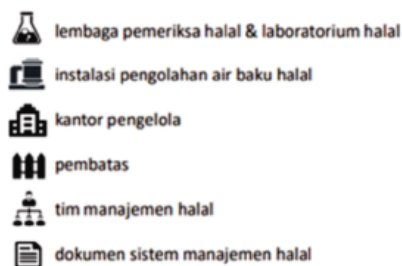 lembaga pemeriksa halal & laboratorium halal
instalasi pengolahan air baku halal
kantor pengelola
pembatas
tim manajemen halal
dokumen sistem manajemen halal